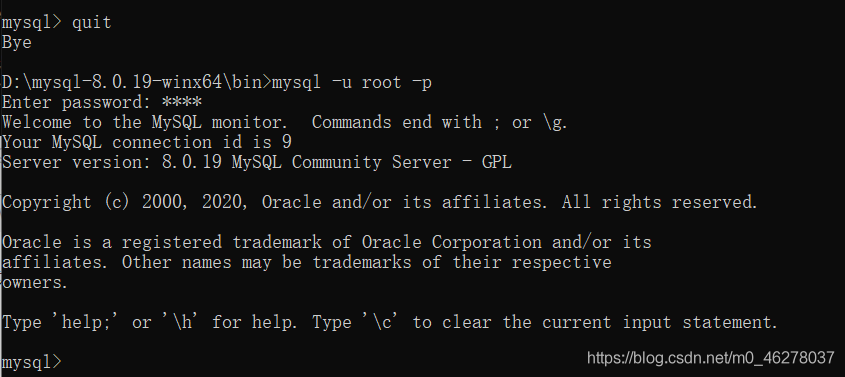 mysql> quit
Bye
D:\mysql-8.0.19-winx64\bin>mysql -u root -p
Enter password: ****
Welcome to the MySQL monitor.  Commands end with ; or \g.
Your MySQL connection id is 9
Server version: 8.0.19 MySQL Community Server - GPL
Copyright (c) 2000, 2020, Oracle and/or its affiliates. All rights reserved.
Oracle is a registered trademark of Oracle Corporation and/or its
affiliates. Other names may be trademarks of their respective
owners.
Type 'help;' or '\h' for help. Type '\c' to clear the current input statement.
mysql>
https://blog.csdn.net/m0_46278037